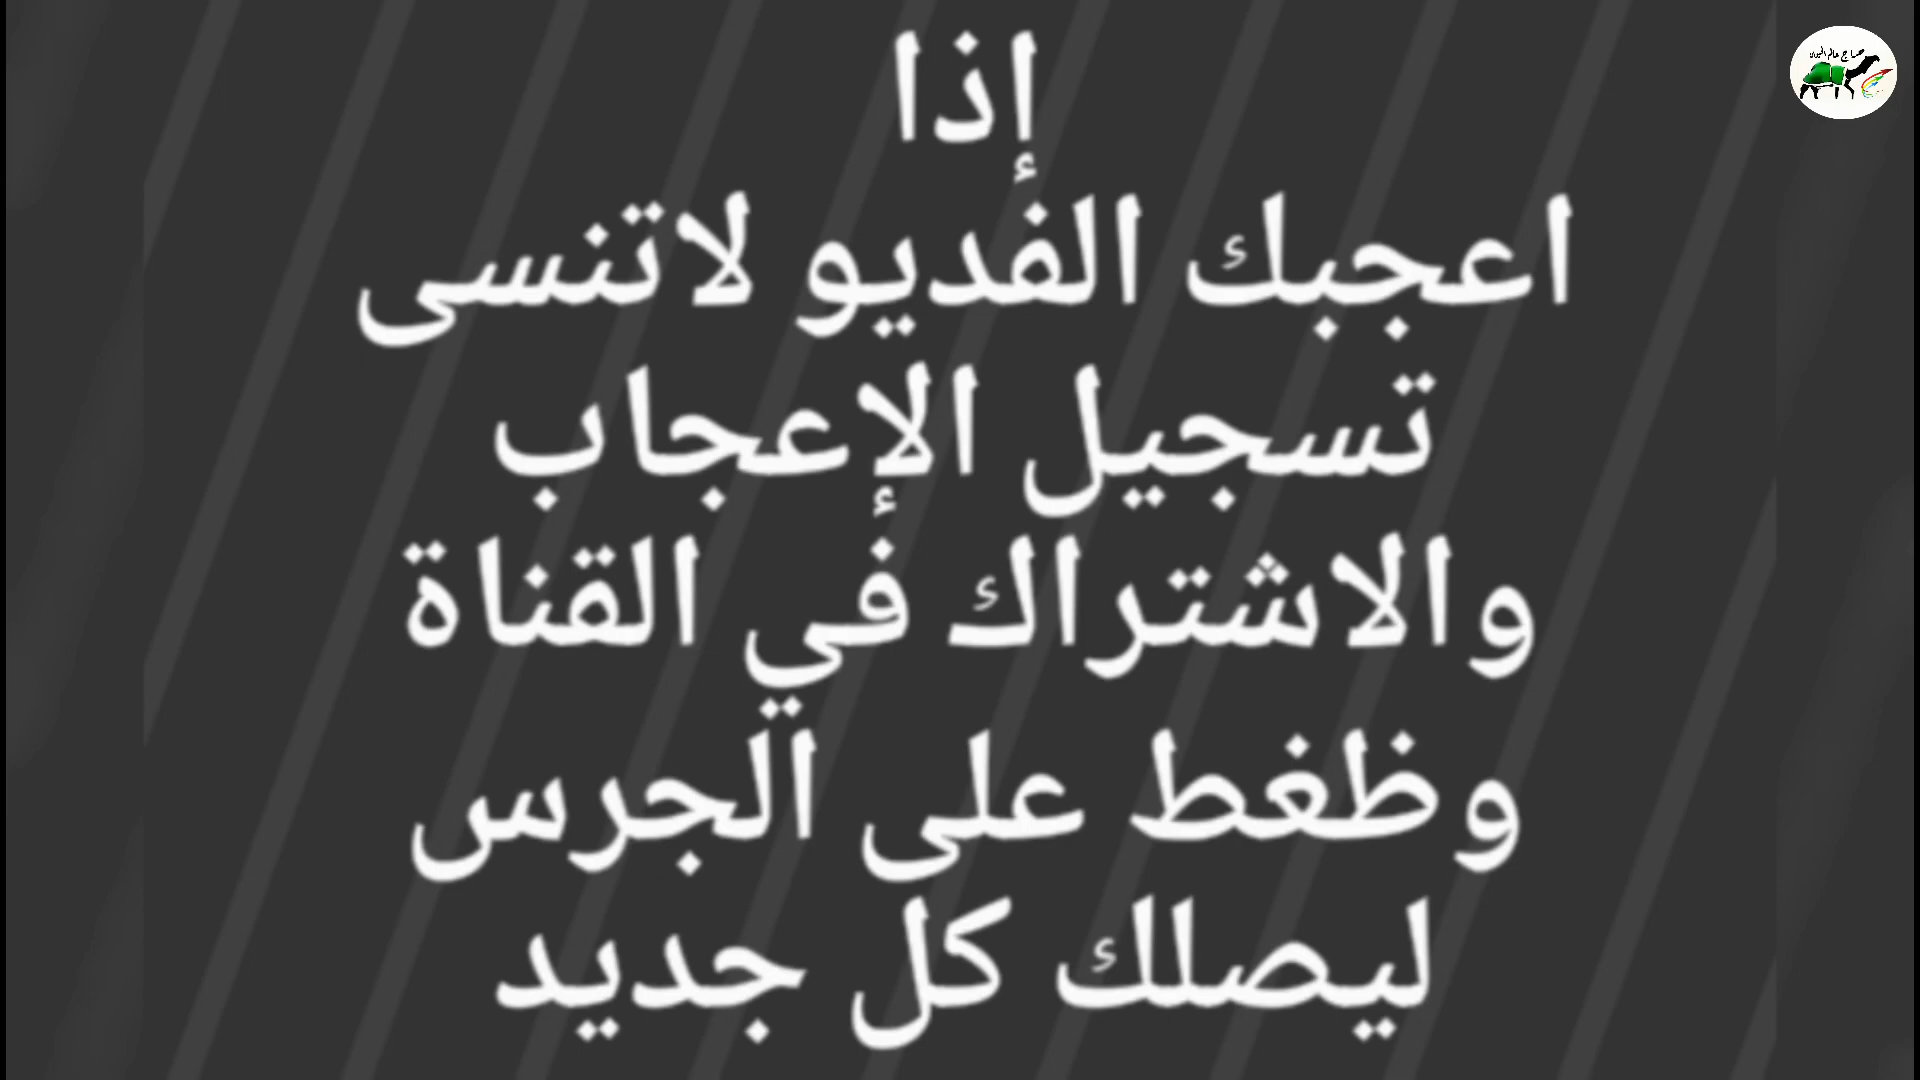 إذا
اعجبك الفديو لاتنسى
تسجيل الإعجاب
والاشتراك في القناة
وظغط على الجرس
ليصلك كل جديد